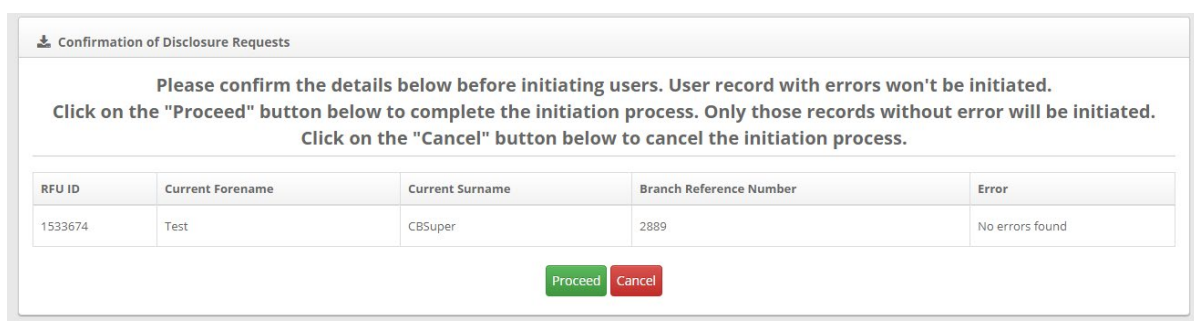 Confirmation of Disclosure Requests
Please confirm the details below before initiating users. User record with errors won't be initiated.
Click on the "Proceed" button below to complete the initiation process. Only those records without error will be initiated.
Click on the "Cancel" button below to cancel the initiation process.
RFU ID Current Forename Current Surname Branch Reference Number Error
1533674 Test CBSuper 2889 No errors found
Proceed Cancel